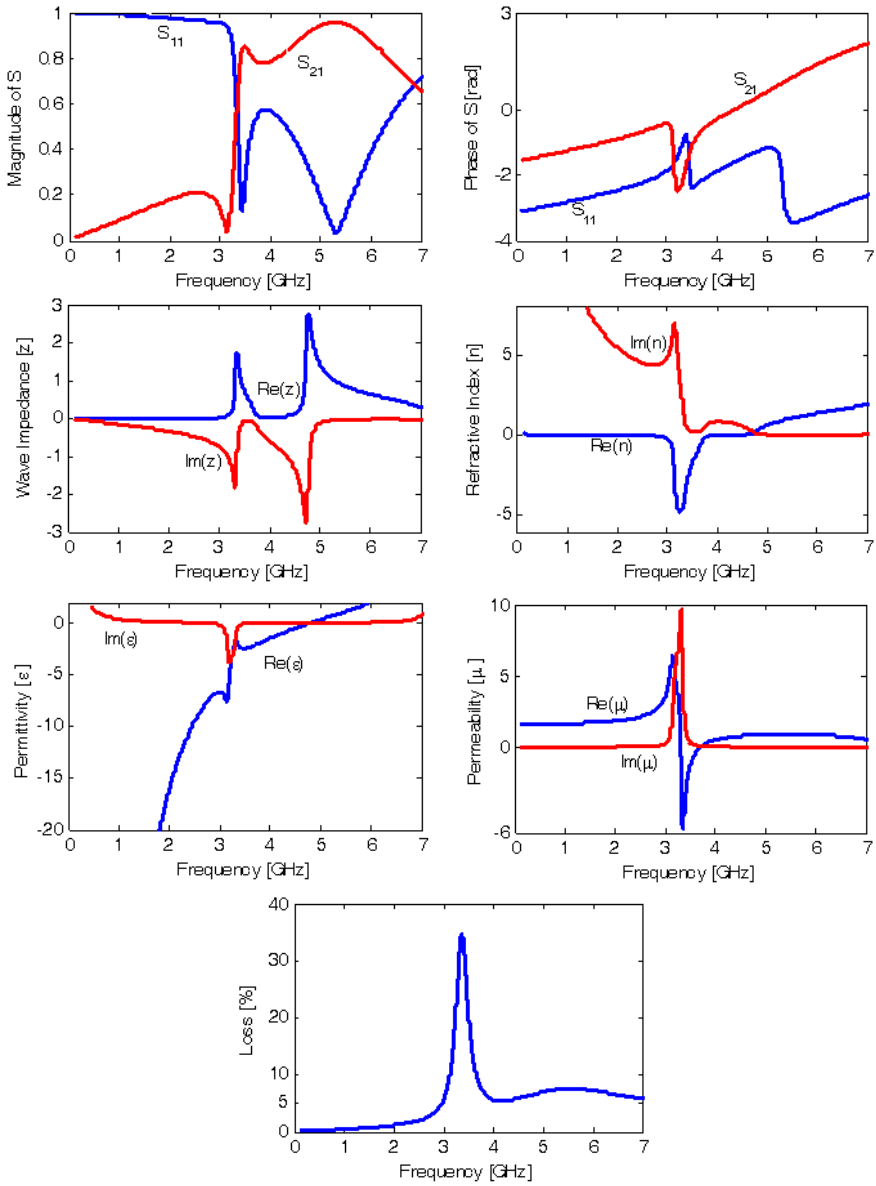 1
0.8
0.6
0.4
0.2
0
Magnitude of S
S11
S21
0 1 2 3 4 5 6 7
Frequency [GHz]
3
0
-2
-4
Phase of S [rad]
S21
S11
0 1 2 3 4 5 6 7
Frequency [GHz]
3
2
1
0
-1
-2
-3
Wave Impedance [z]
Re(z)
Im(z)
0 1 2 3 4 5 6 7
Frequency [GHz]
5
0
-5
Refractive Index [n]
Im(n)
Re(n)
0 1 2 3 4 5 6 7
Frequency [GHz]
0
-5
-10
-15
-20
Permittivity [ε]
Im(ε)
Re(ε)
0 1 2 3 4 5 6 7
Frequency [GHz]
10
5
0
-6
Permeability [μ]
Re(μ)
Im(μ)
0 1 2 3 4 5 6 7
Frequency [GHz]
40
30
20
10
5
0
Loss [%]
0 1 2 3 4 5 6 7
Frequency [GHz]